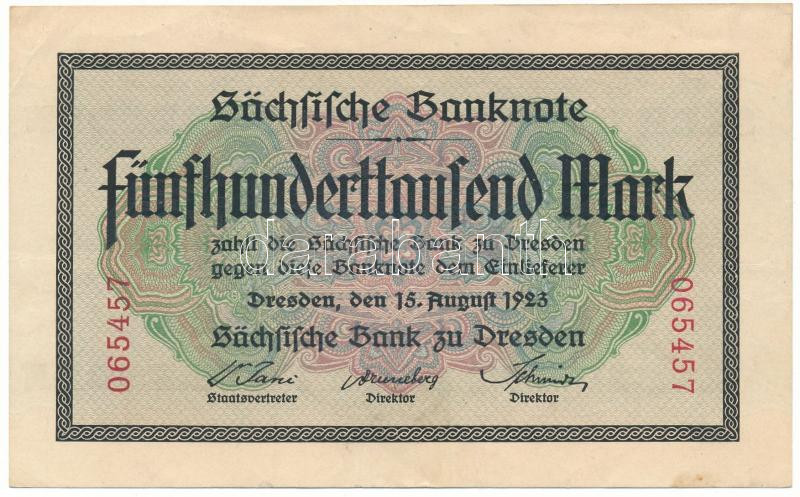 Sächsische Banknote
Fünfhunderttausend Mark
zahlt die Sächsische Bank zu Dresden
gegen diese Banknote dem Einlieferer
Dresden, den 15. August 1923
Sächsische Bank zu Dresden
Staatsvertreter Direktor Direktor
065457
065457
darabanth